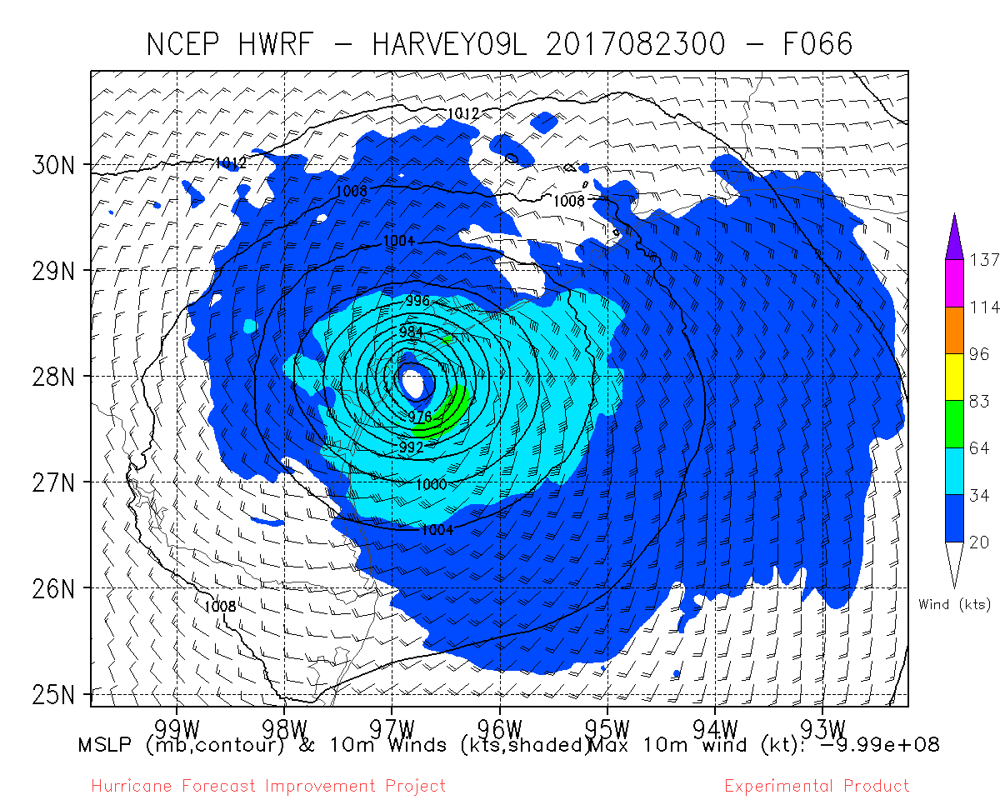 NCEP HWRF - HARVEY09L 2017082300 - F066
1012
1012
30N
1008
1008
1004
137
29N
996
114
984
96
28N
83
976
992
64
27N
1000
34
1004
20
26N
1008
Wind (kts)
25N
99W 98W 97W 96W 95W 94W 93W
MSLP (mb,contour) & 10m Winds (kts,shaded) Max 10m wind (kt): -9.99e+08
Hurricane Forecast Improvement Project Experimental Product